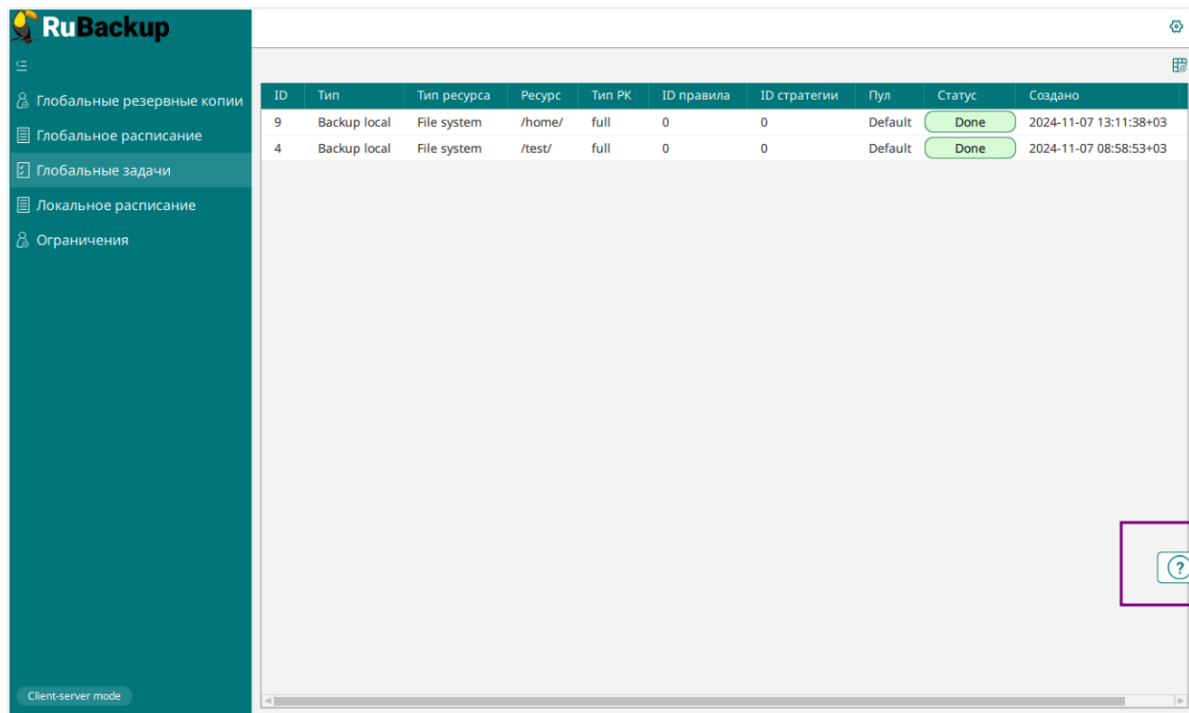 RuBackup
Глобальные резервные копии
Глобальное расписание
Глобальные задачи
Локальное расписание
Ограничения
Client-server mode
ID Тип Тип ресурса Ресурс Тип РК ID правила ID стратегии Пул Статус Создано
9 Backup local File system /home/ full 0 0 Default Done 2024-11-07 13:11:38+03
4 Backup local File system /test/ full 0 0 Default Done 2024-11-07 08:58:53+03
?